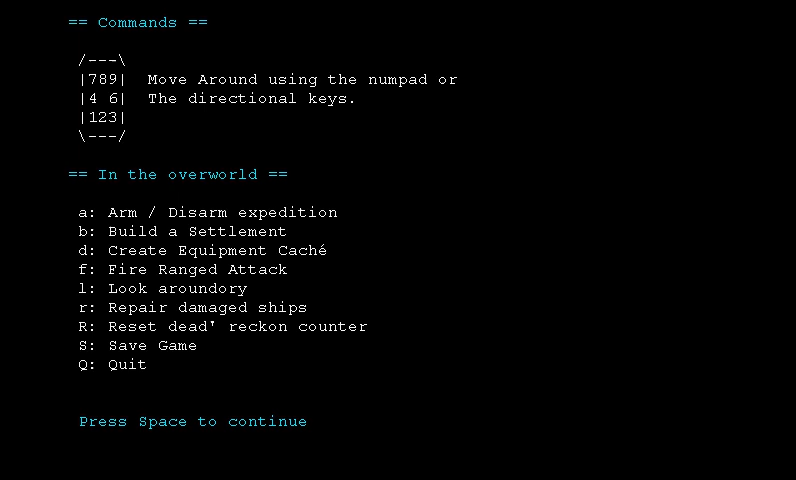 == Commands ==
/---\
|789| Move Around using the numpad or
|4 6| The directional keys.
|123|
\---/
== In the overworld ==
a: Arm / Disarm expedition
b: Build a Settlement
d: Create Equipment Caché
f: Fire Ranged Attack
l: Look aroundory
r: Repair damaged ships
R: Reset dead' reckon counter
S: Save Game
Q: Quit
Press Space to continue